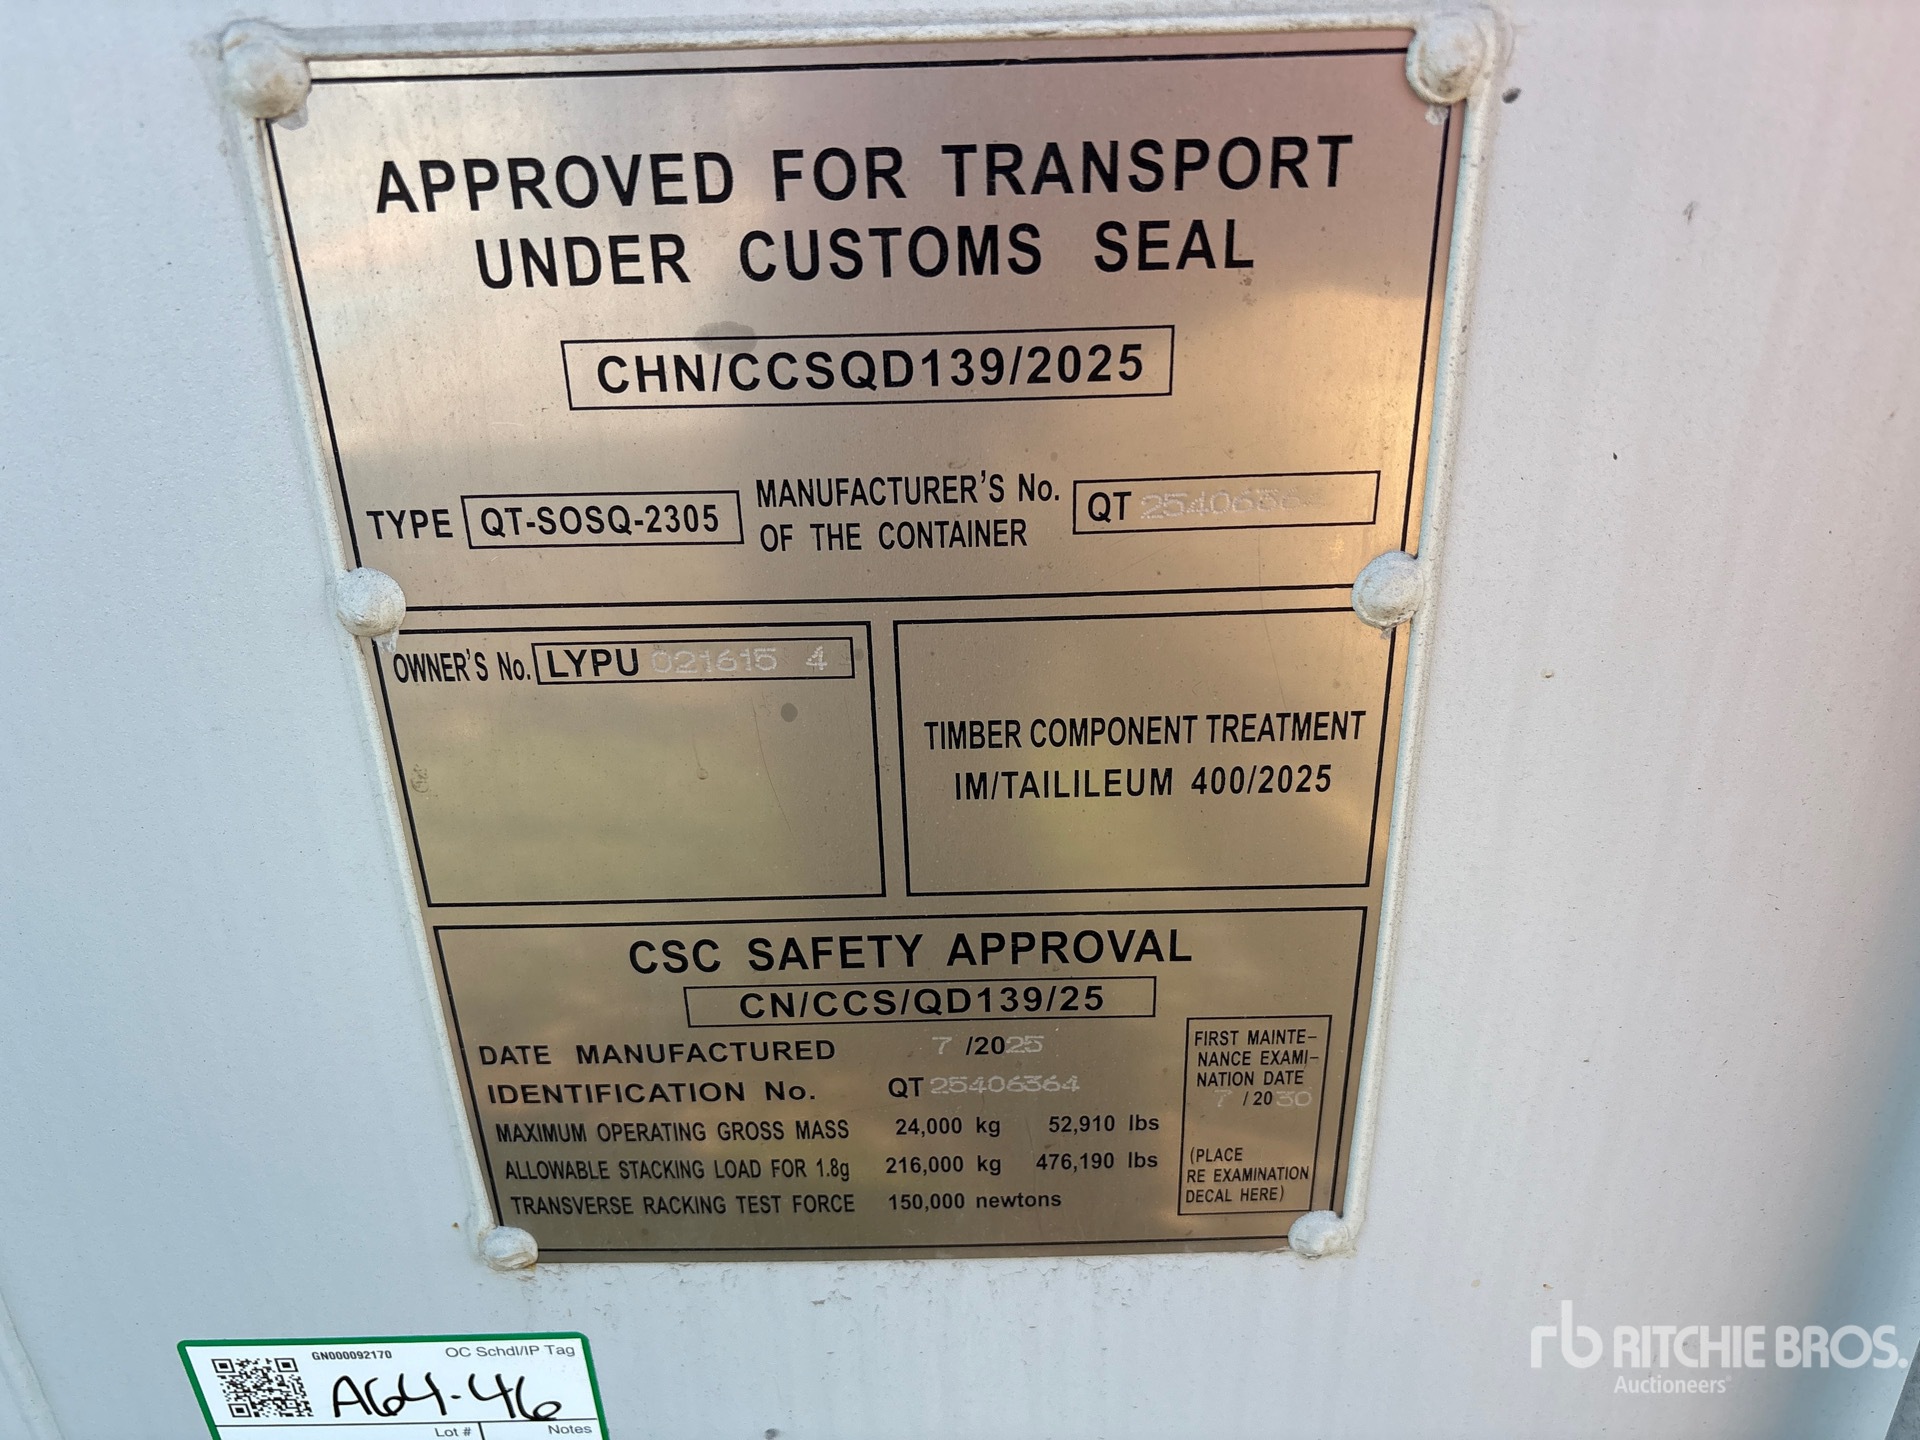 APPROVED FOR TRANSPORT
UNDER CUSTOMS SEAL
CHN/CCSQD139/2025
TYPE QT-SOSQ-2305
MANUFACTURER'S No.
OF THE CONTAINER
QT 25406364
OWNER'S No. LYPU 021615 4
TIMBER COMPONENT TREATMENT
IM/TAILILEUM 400/2025
CSC SAFETY APPROVAL
CN/CCS/QD139/25
DATE MANUFACTURED 7 /2025
IDENTIFICATION No. QT 25406364
MAXIMUM OPERATING GROSS MASS 24,000 kg 52,910 lbs
ALLOWABLE STACKING LOAD FOR 1.8g 216,000 kg 476,190 lbs
TRANSVERSE RACKING TEST FORCE 150,000 newtons
FIRST MAINTE-
NANCE EXAMI-
NATION DATE
7 /2030
(PLACE
RE EXAMINATION
DECAL HERE)
GN000092170 OC Schdl/IP Tag
A64-46
Lot # Notes
rb RITCHIE BROS.
Auctioneers